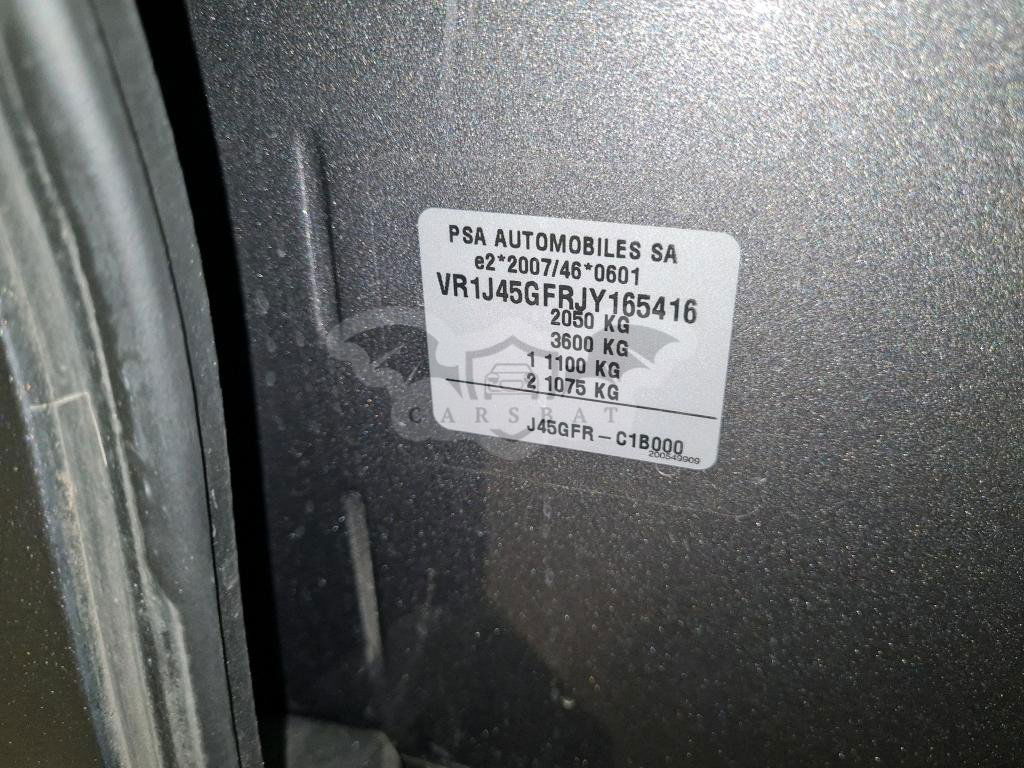 PSA AUTOMOBILES SA
e2*2007/46*0601
VR1J45GFRJY165416
2050 KG
3600 KG
1 1100 KG
2 1075 KG
CARSBAT
J45GFR - C1B000
200549909